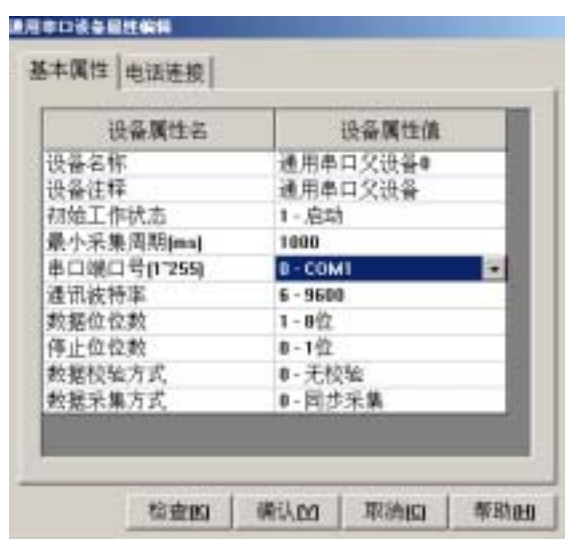 通用串口设备属性编辑
基本属性 电话连接
设备属性名 设备属性值
设备名称 通用串口父设备0
设备注释 通用串口父设备
初始工作状态 1 - 启动
最小采集周期(ms) 1000
串口端口号(1~255) 0 - COM1
通讯波特率 6 - 9600
数据位位数 1 - 8位
停止位位数 0 - 1位
数据校验方式 0 - 无校验
数据采集方式 0 - 同步采集
检查(K) 确认(Y) 取消(C) 帮助(H)